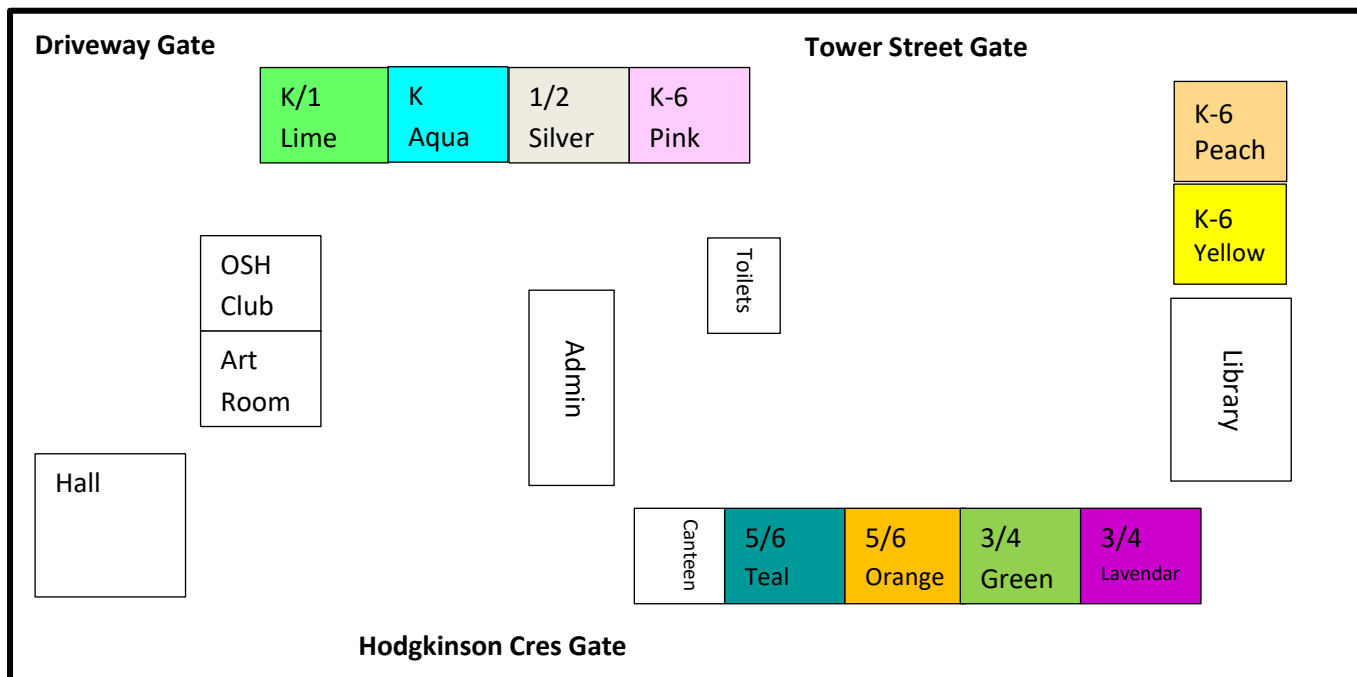 Driveway Gate
Tower Street Gate
K/1
Lime
K
Aqua
1/2
Silver
K-6
Pink
K-6
Peach
K-6
Yellow
OSH
Club
Art
Room
Toilets
Admin
Library
Hall
Canteen
5/6
Teal
5/6
Orange
3/4
Green
3/4
Lavendar
Hodgkinson Cres Gate